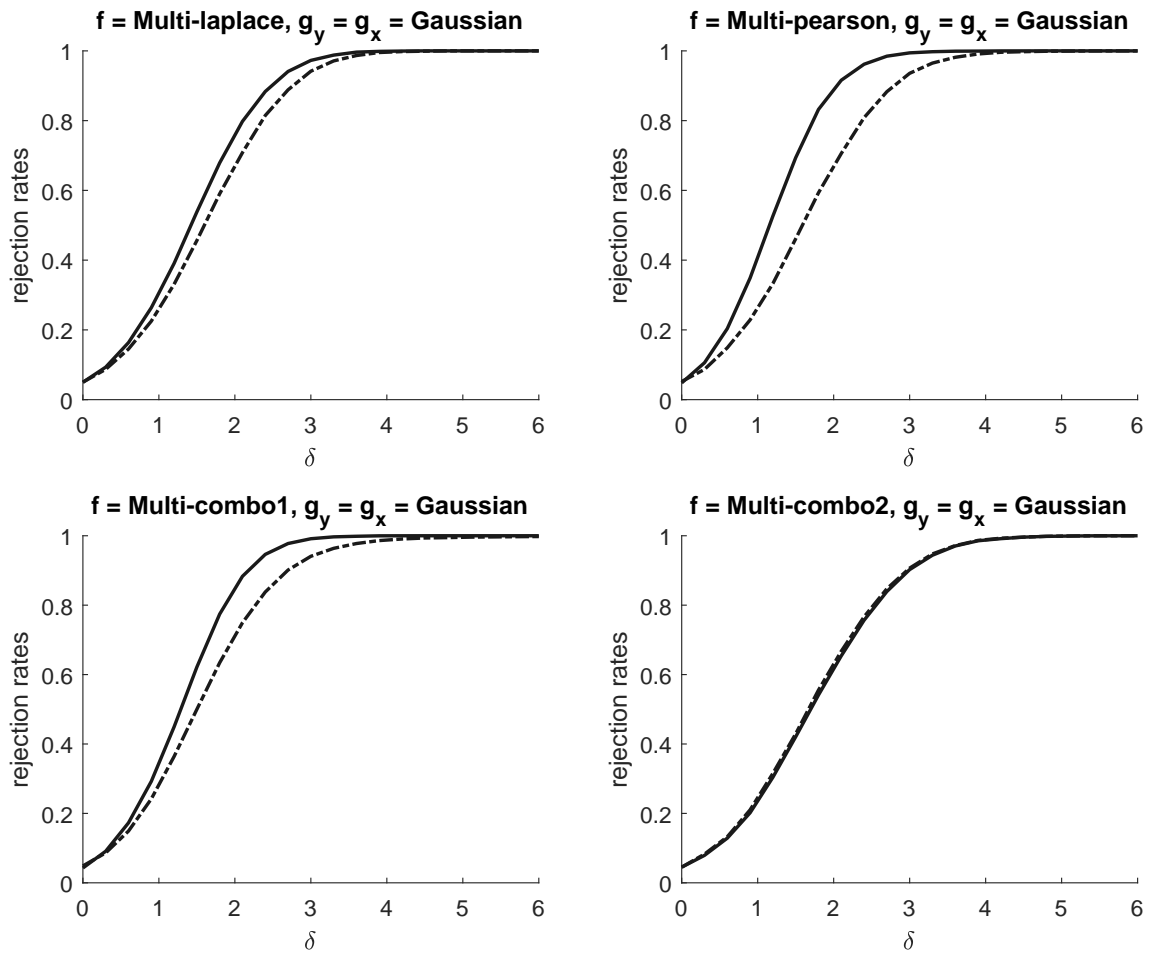 f = Multi-laplace, g_y = g_x = Gaussian
1
0.8
0.6
0.4
0.2
0
rejection rates
0 1 2 3 4 5 6
δ
f = Multi-pearson, g_y = g_x = Gaussian
1
0.8
0.6
0.4
0.2
0
rejection rates
0 1 2 3 4 5 6
δ
f = Multi-combo1, g_y = g_x = Gaussian
1
0.8
0.6
0.4
0.2
0
rejection rates
0 1 2 3 4 5 6
δ
f = Multi-combo2, g_y = g_x = Gaussian
1
0.8
0.6
0.4
0.2
0
rejection rates
0 1 2 3 4 5 6
δ